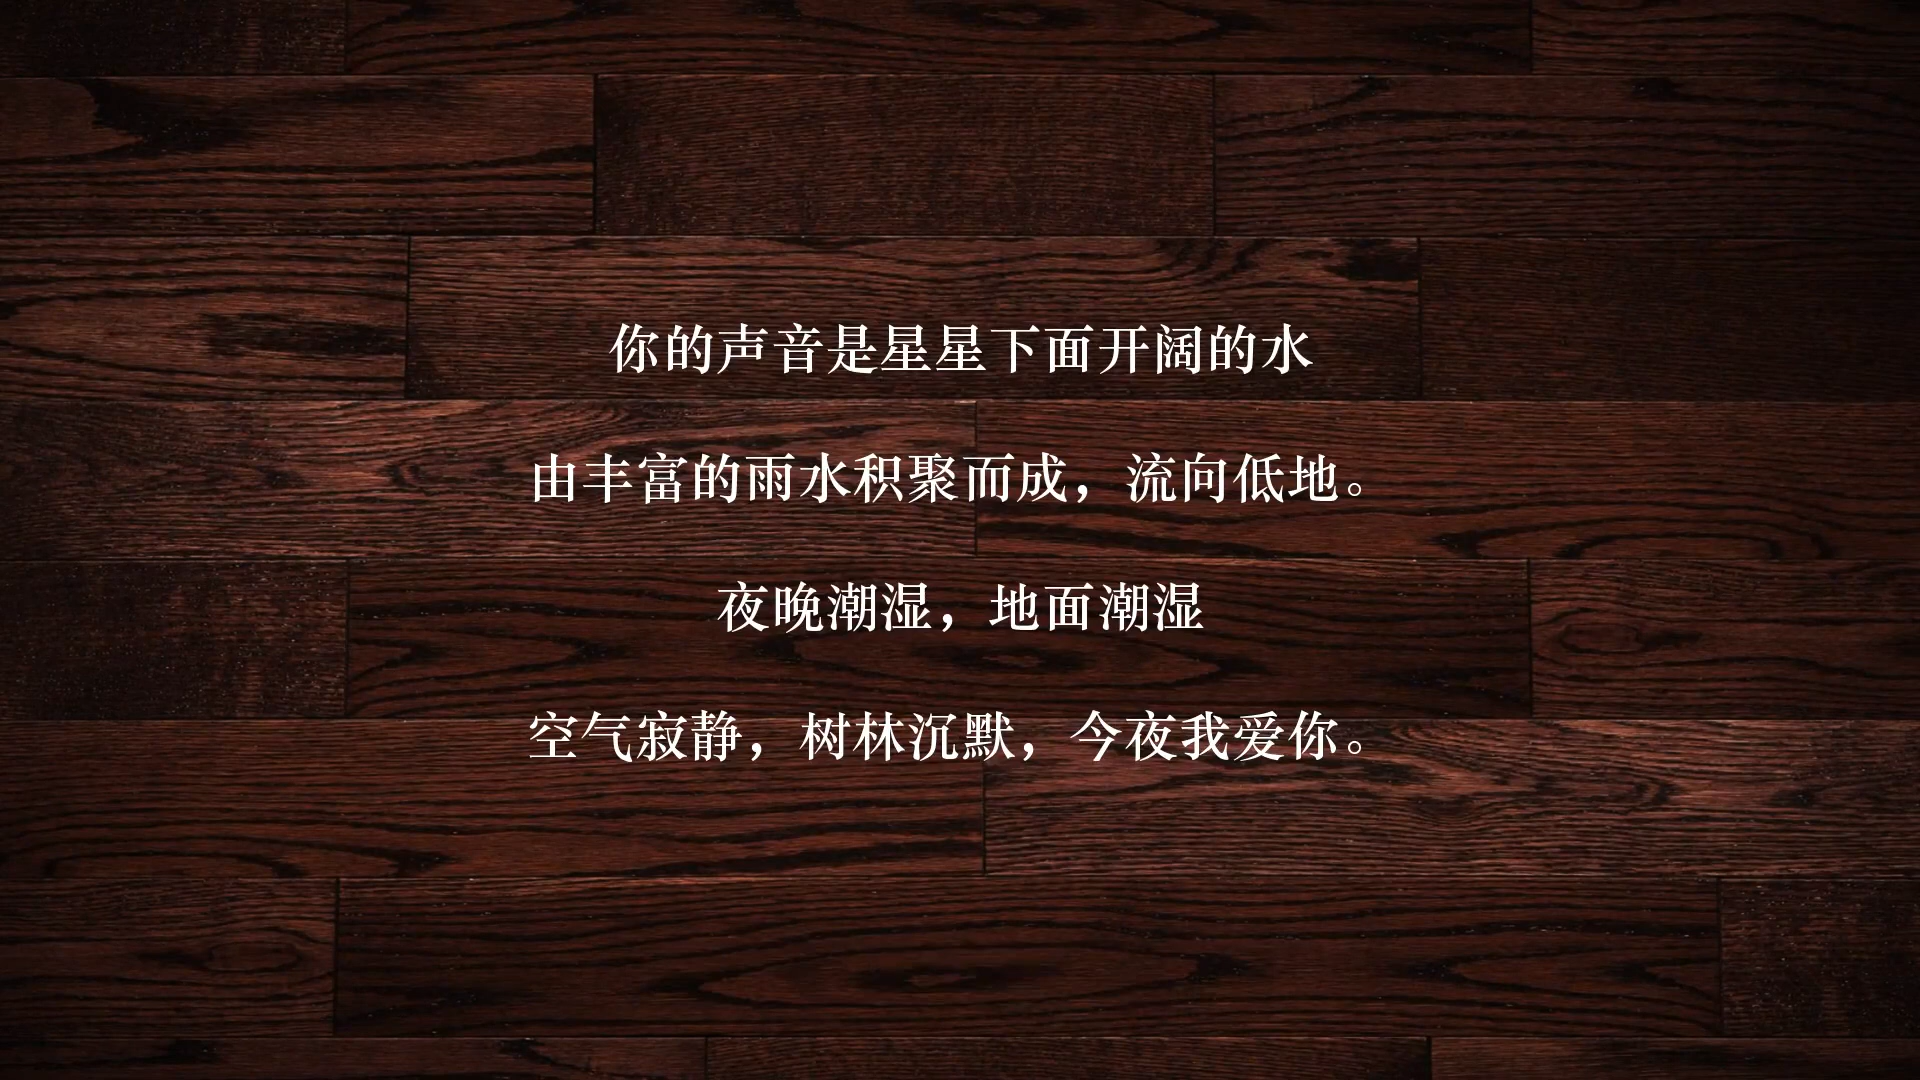 你的声音是星星下面开阔的水
由丰富的雨水积聚而成，流向低地。
夜晚潮湿，地面潮湿
空气寂静，树林沉默，今夜我爱你。